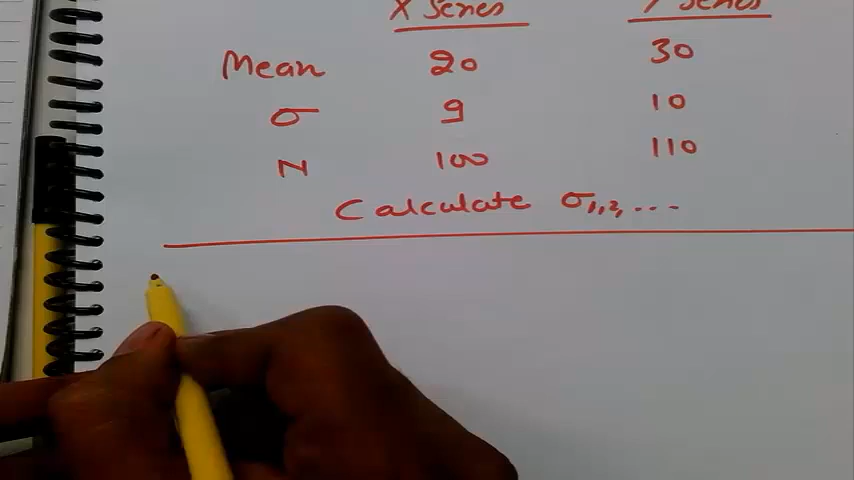 X Series Y Series
Mean 20 30
σ 9 10
N 100 110
Calculate σ1,2, ...